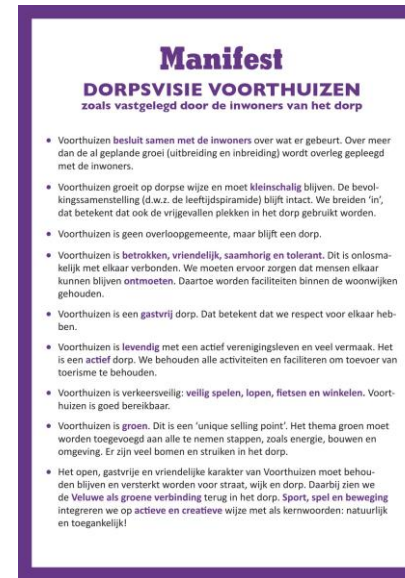 Manifest
DORPSVISIE VOORTHUIZEN
zoals vastgelegd door de inwoners van het dorp
• Voorthuizen besluit samen met de inwoners over wat er gebeurt. Over meer
dan de al geplande groei (uitbreiding en inbreiding) wordt overleg gepleegd
met de inwoners.
• Voorthuizen groeit op dorpse wijze en moet kleinschalig blijven. De bevol-
kingssamenstelling (d.w.z. de leeftijdspiramide) blijft intact. We breiden ‘in’,
dat betekent dat ook de vrijgevallen plekken in het dorp gebruikt worden.
• Voorthuizen is geen overloopgemeente, maar blijft een dorp.
• Voorthuizen is betrokken, vriendelijk, saamhorig en tolerant. Dit is onlosma-
kelijk met elkaar verbonden. We moeten ervoor zorgen dat mensen elkaar
kunnen blijven ontmoeten. Daartoe worden faciliteiten binnen de woonwijken
gehouden.
• Voorthuizen is een gastvrij dorp. Dat betekent dat we respect voor elkaar heb-
ben.
• Voorthuizen is levendig met een actief verenigingsleven en veel vermaak. Het
is een actief dorp. We behouden alle activiteiten en faciliteren om toevoer van
toerisme te behouden.
• Voorthuizen is verkeersveilig: veilig spelen, lopen, fietsen en winkelen. Voort-
huizen is goed bereikbaar.
• Voorthuizen is groen. Dit is een ‘unique selling point’. Het thema groen moet
worden toegevoegd aan alle te nemen stappen, zoals energie, bouwen en
omgeving. Er zijn veel bomen en struiken in het dorp.
• Het open, gastvrije en vriendelijke karakter van Voorthuizen moet behou-
den blijven en versterkt worden voor straat, wijk en dorp. Daarbij zien we
de Veluwe als groene verbinding terug in het dorp. Sport, spel en beweging
integreren we op actieve en creatieve wijze met als kernwoorden: natuurlijk
en toegankelijk!